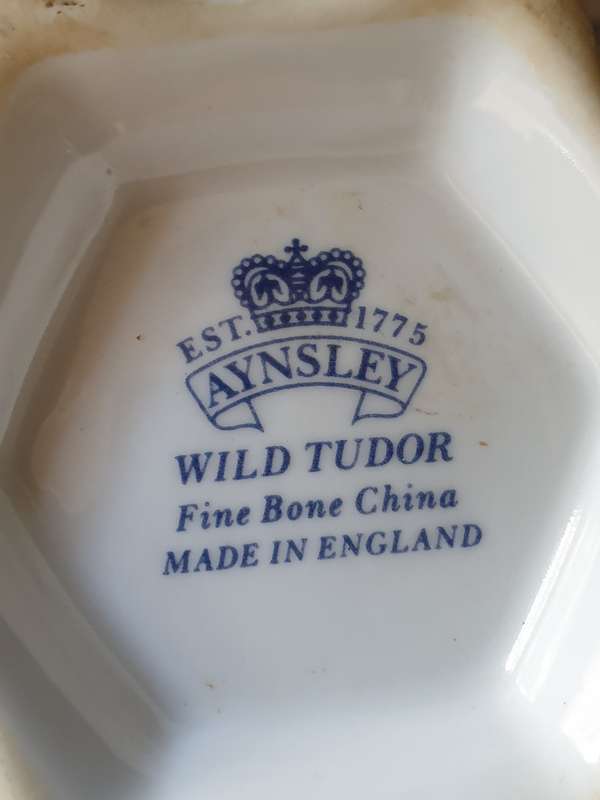 EST. 1775
AYNSLEY
WILD TUDOR
Fine Bone China
MADE IN ENGLAND